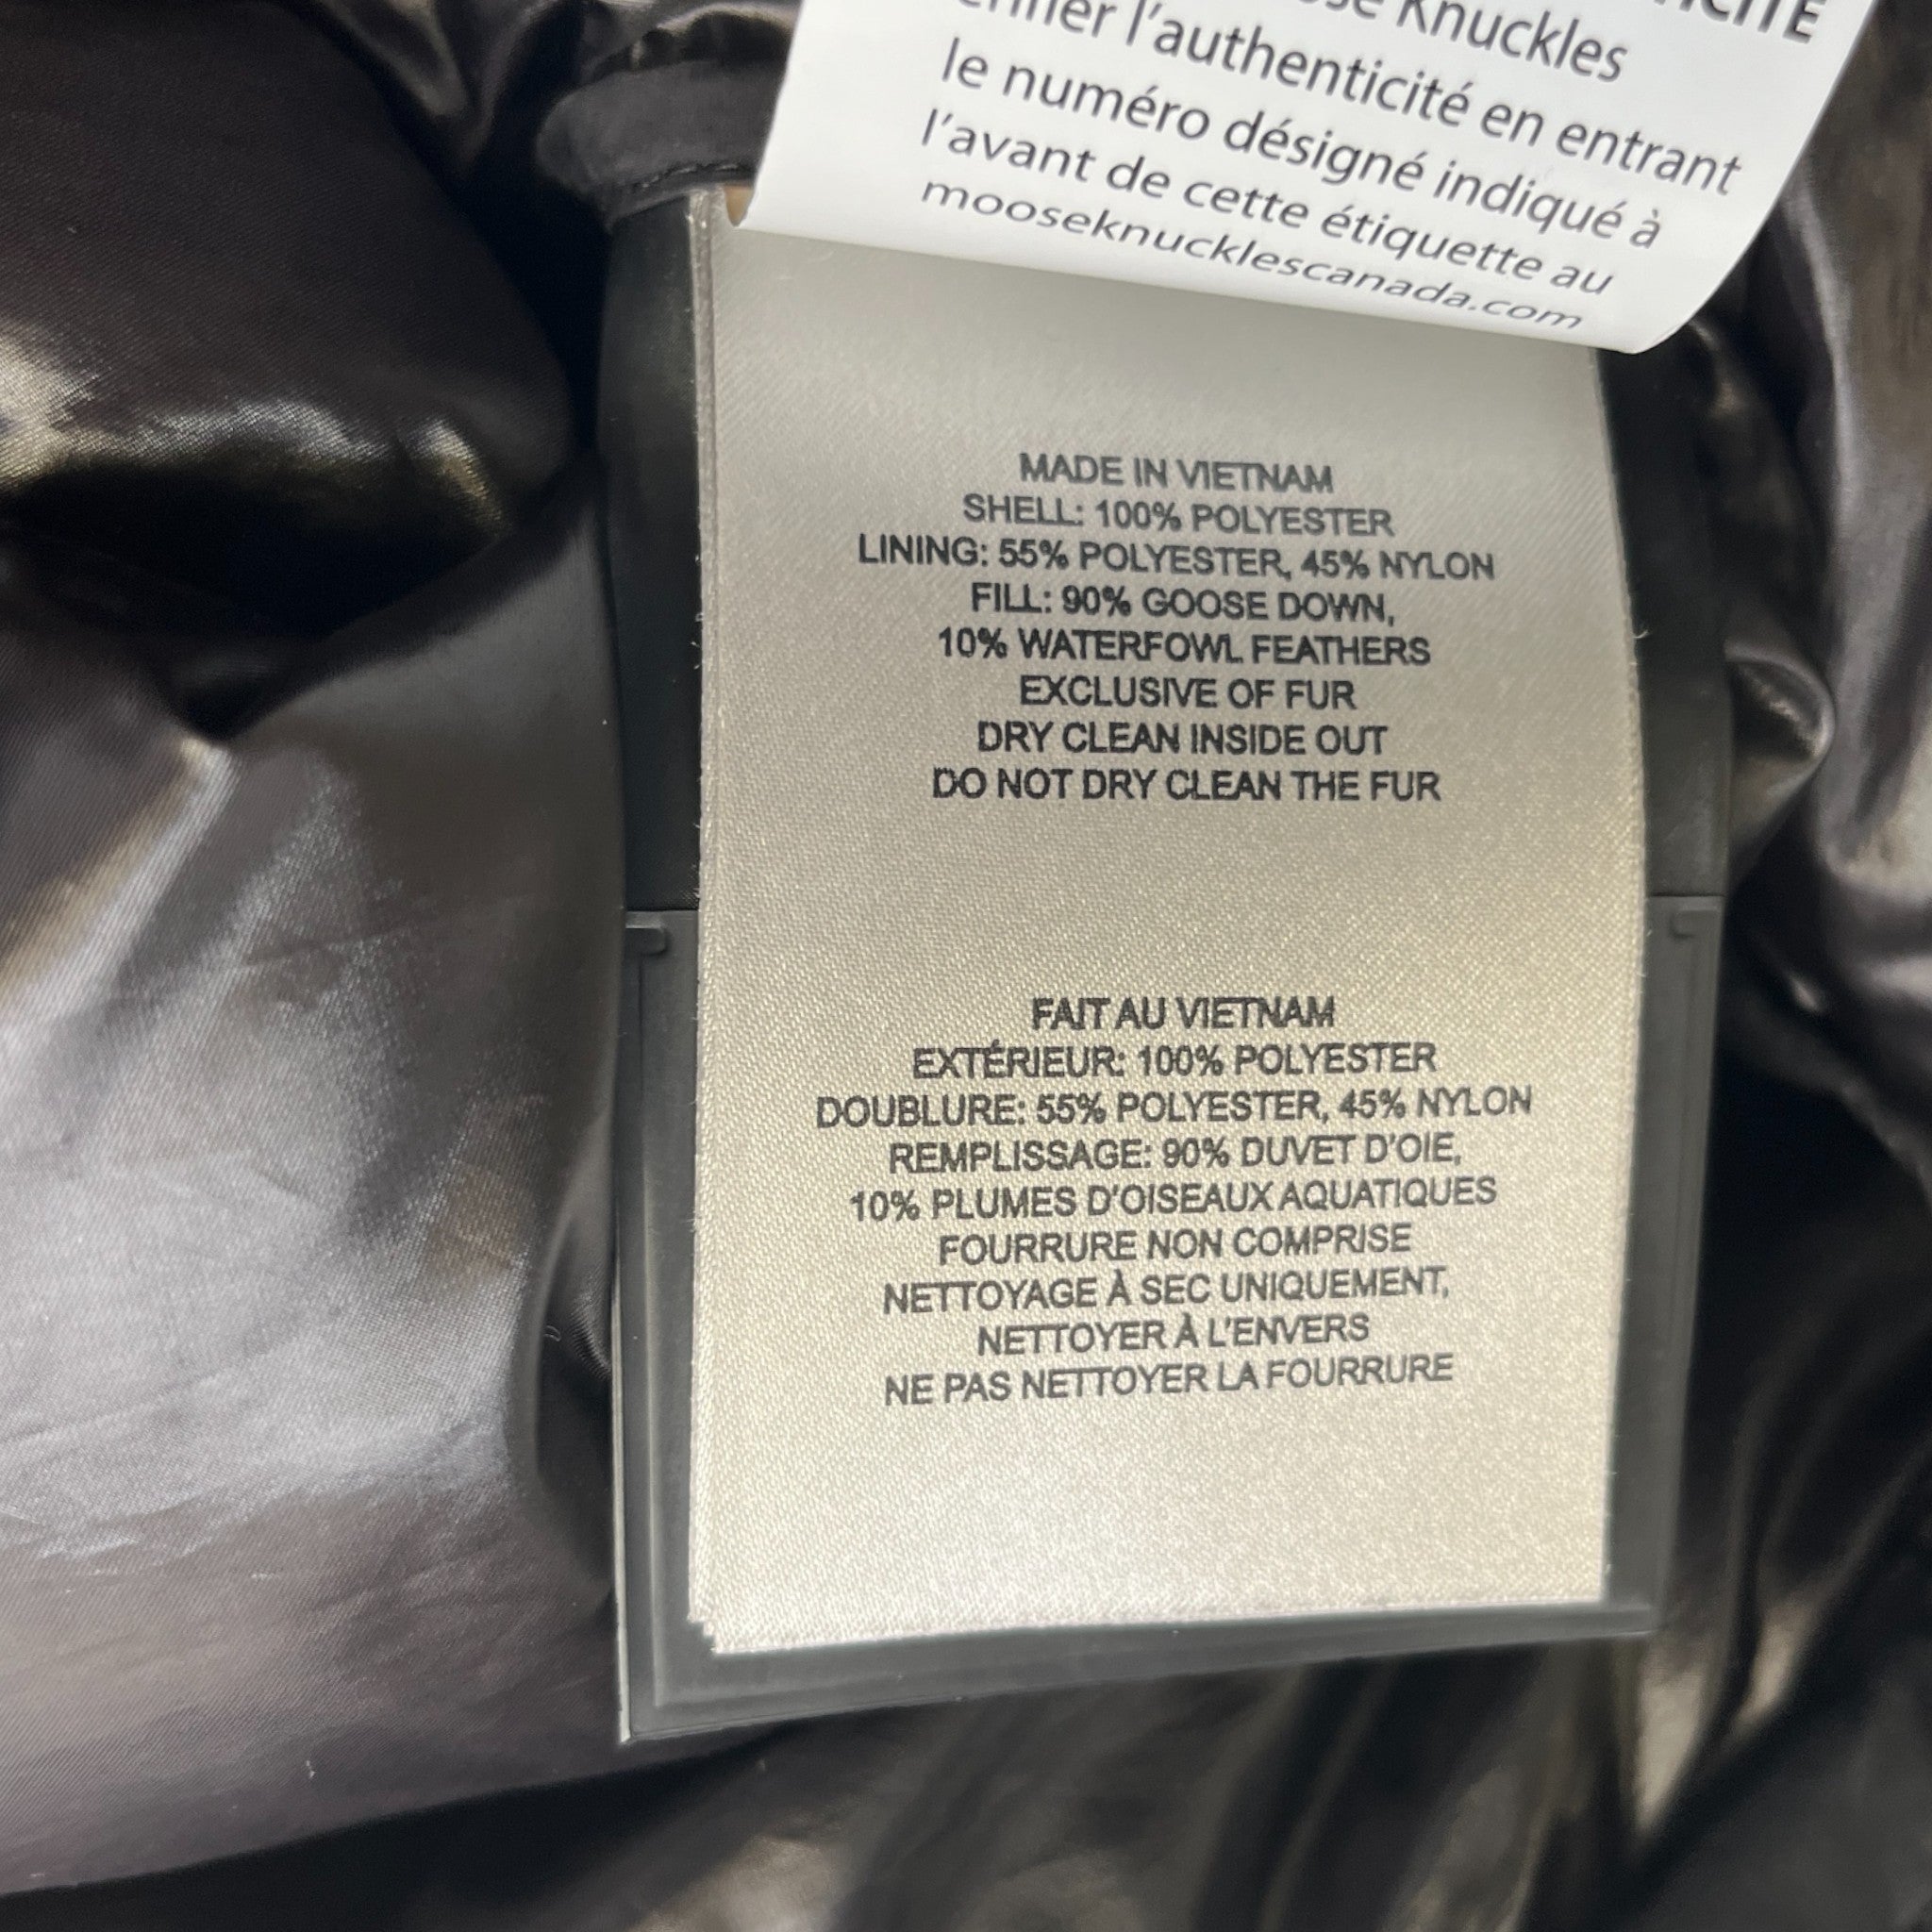 Knuckles
l'authenticité en entrant
le numéro désigné indiqué à
l'avant de cette étiquette au
mooseknucklescanada.com
MADE IN VIETNAM
SHELL: 100% POLYESTER
LINING: 55% POLYESTER, 45% NYLON
FILL: 90% GOOSE DOWN,
10% WATERFOWL FEATHERS
EXCLUSIVE OF FUR
DRY CLEAN INSIDE OUT
DO NOT DRY CLEAN THE FUR
FAIT AU VIETNAM
EXTÉRIEUR: 100% POLYESTER
DOUBLURE: 55% POLYESTER, 45% NYLON
REMPLISSAGE: 90% DUVET D'OIE,
10% PLUMES D'OISEAUX AQUATIQUES
FOURRURE NON COMPRISE
NETTOYAGE À SEC UNIQUEMENT,
NETTOYER À L'ENVERS
NE PAS NETTOYER LA FOURRURE